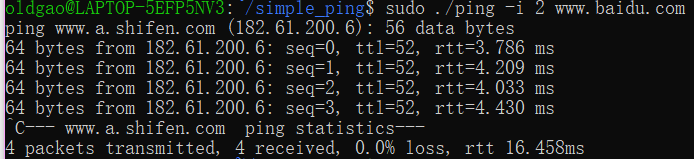 oldgao@LAPTOP-5EFP5NV3:~/simple_ping$ sudo ./ping -i 2 www.baidu.com
ping www.a.shifen.com (182.61.200.6): 56 data bytes
64 bytes from 182.61.200.6: seq=0, ttl=52, rtt=3.786 ms
64 bytes from 182.61.200.6: seq=1, ttl=52, rtt=4.209 ms
64 bytes from 182.61.200.6: seq=2, ttl=52, rtt=4.033 ms
64 bytes from 182.61.200.6: seq=3, ttl=52, rtt=4.430 ms
^C--- www.a.shifen.com  ping statistics---
4 packets transmitted, 4 received, 0.0% loss, rtt 16.458ms